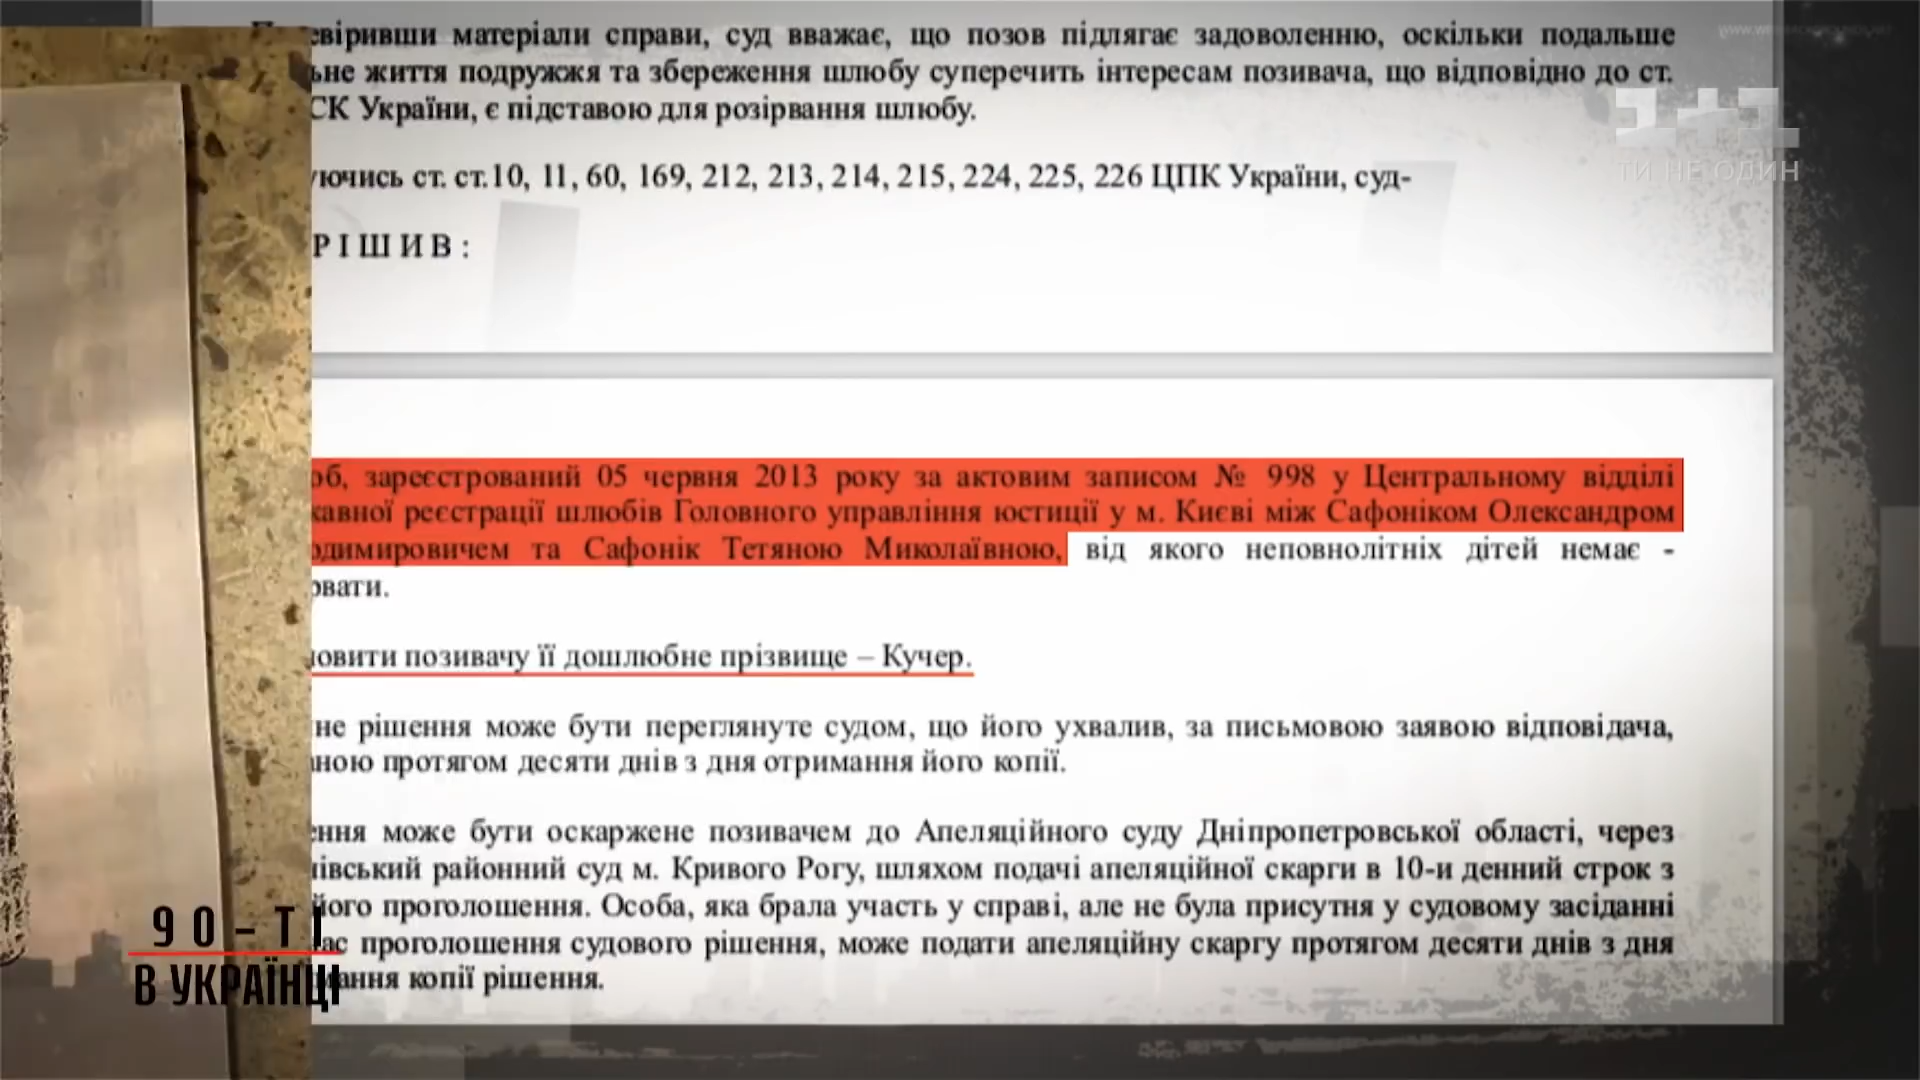 матеріали справи, суд вважає, що позов підлягає задоволенню, оскільки подальше
життя подружжя та збереження шлюбу суперечить інтересам позивача, що відповідно до ст.
СК України, є підставою для розірвання шлюбу.
1+1
ТИ НЕ ОДИН
ст. ст.10, 11, 60, 169, 212, 213, 214, 215, 224, 225, 226 ЦПК України, суд-
Р І Ш И В :
об, зареєстрований 05 червня 2013 року за актовим записом № 998 у Центральному відділі
реєстрації шлюбів Головного управління юстиції у м. Києві між Сафоніком Олександром
одимировичем та Сафонік Тетяною Миколаївною, від якого неповнолітніх дітей немає -
овати.
овити позивачу її дошлюбне прізвище – Кучер.
не рішення може бути переглянуте судом, що його ухвалив, за письмовою заявою відповідача,
аною протягом десяти днів з дня отримання його копії.
ення може бути оскаржене позивачем до Апеляційного суду Дніпропетровської області, через
івський районний суд м. Кривого Рогу, шляхом подачі апеляційної скарги в 10-и денний строк з
його проголошення. Особа, яка брала участь у справі, але не була присутня у судовому засіданні
ас проголошення судового рішення, може подати апеляційну скаргу протягом десяти днів з дня
мання копії рішення.
90-ТІ
В УКРАЇНЦІ